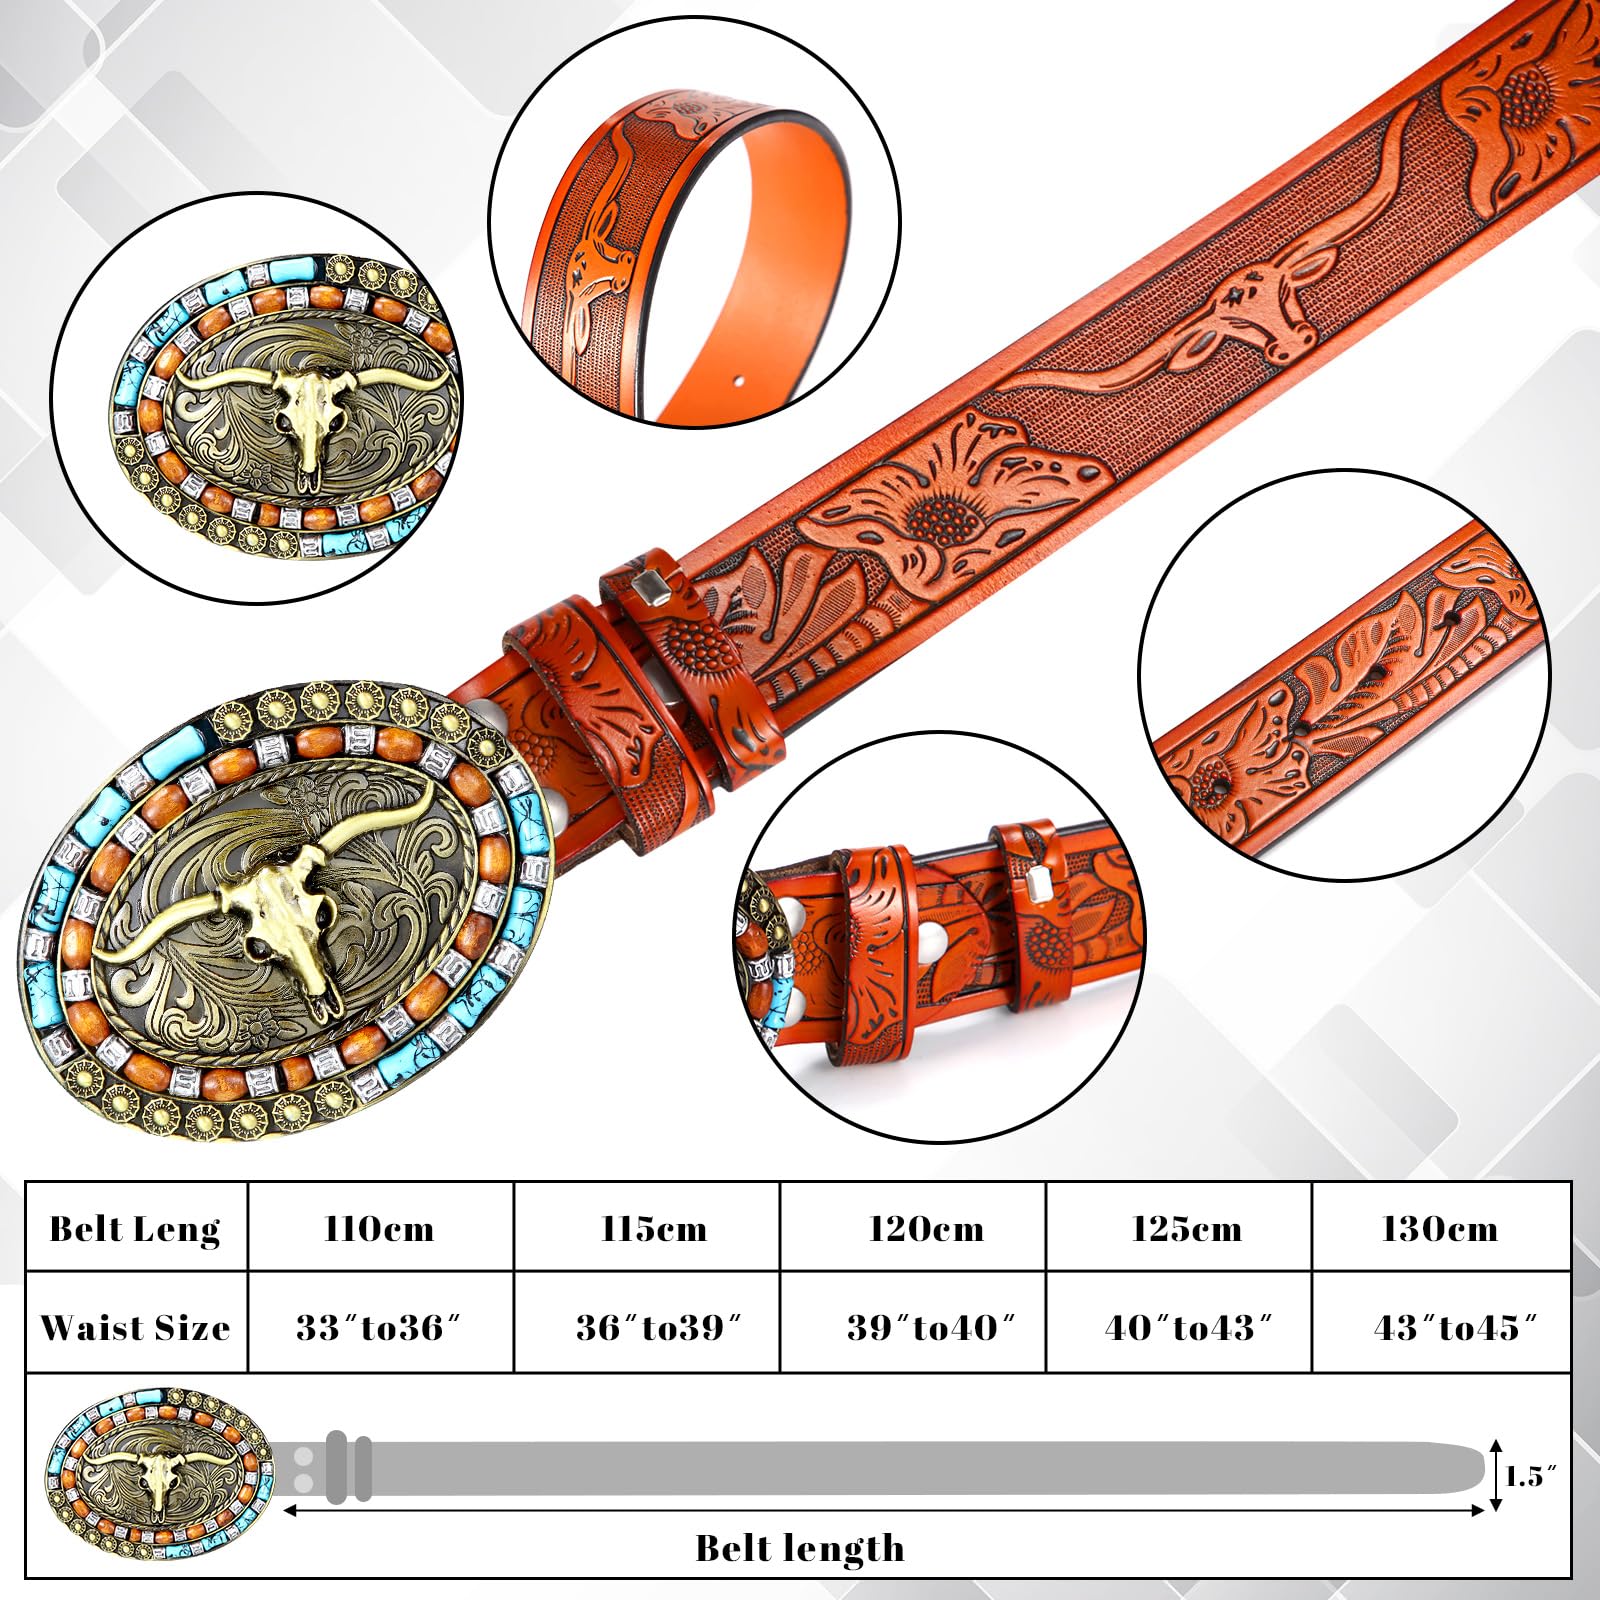 Belt Leng 110cm 115cm 120cm 125cm 130cm
Waist Size 33″to36″ 36″to39″ 39″to40″ 40″to43″ 43″to45″
1.5″
Belt length